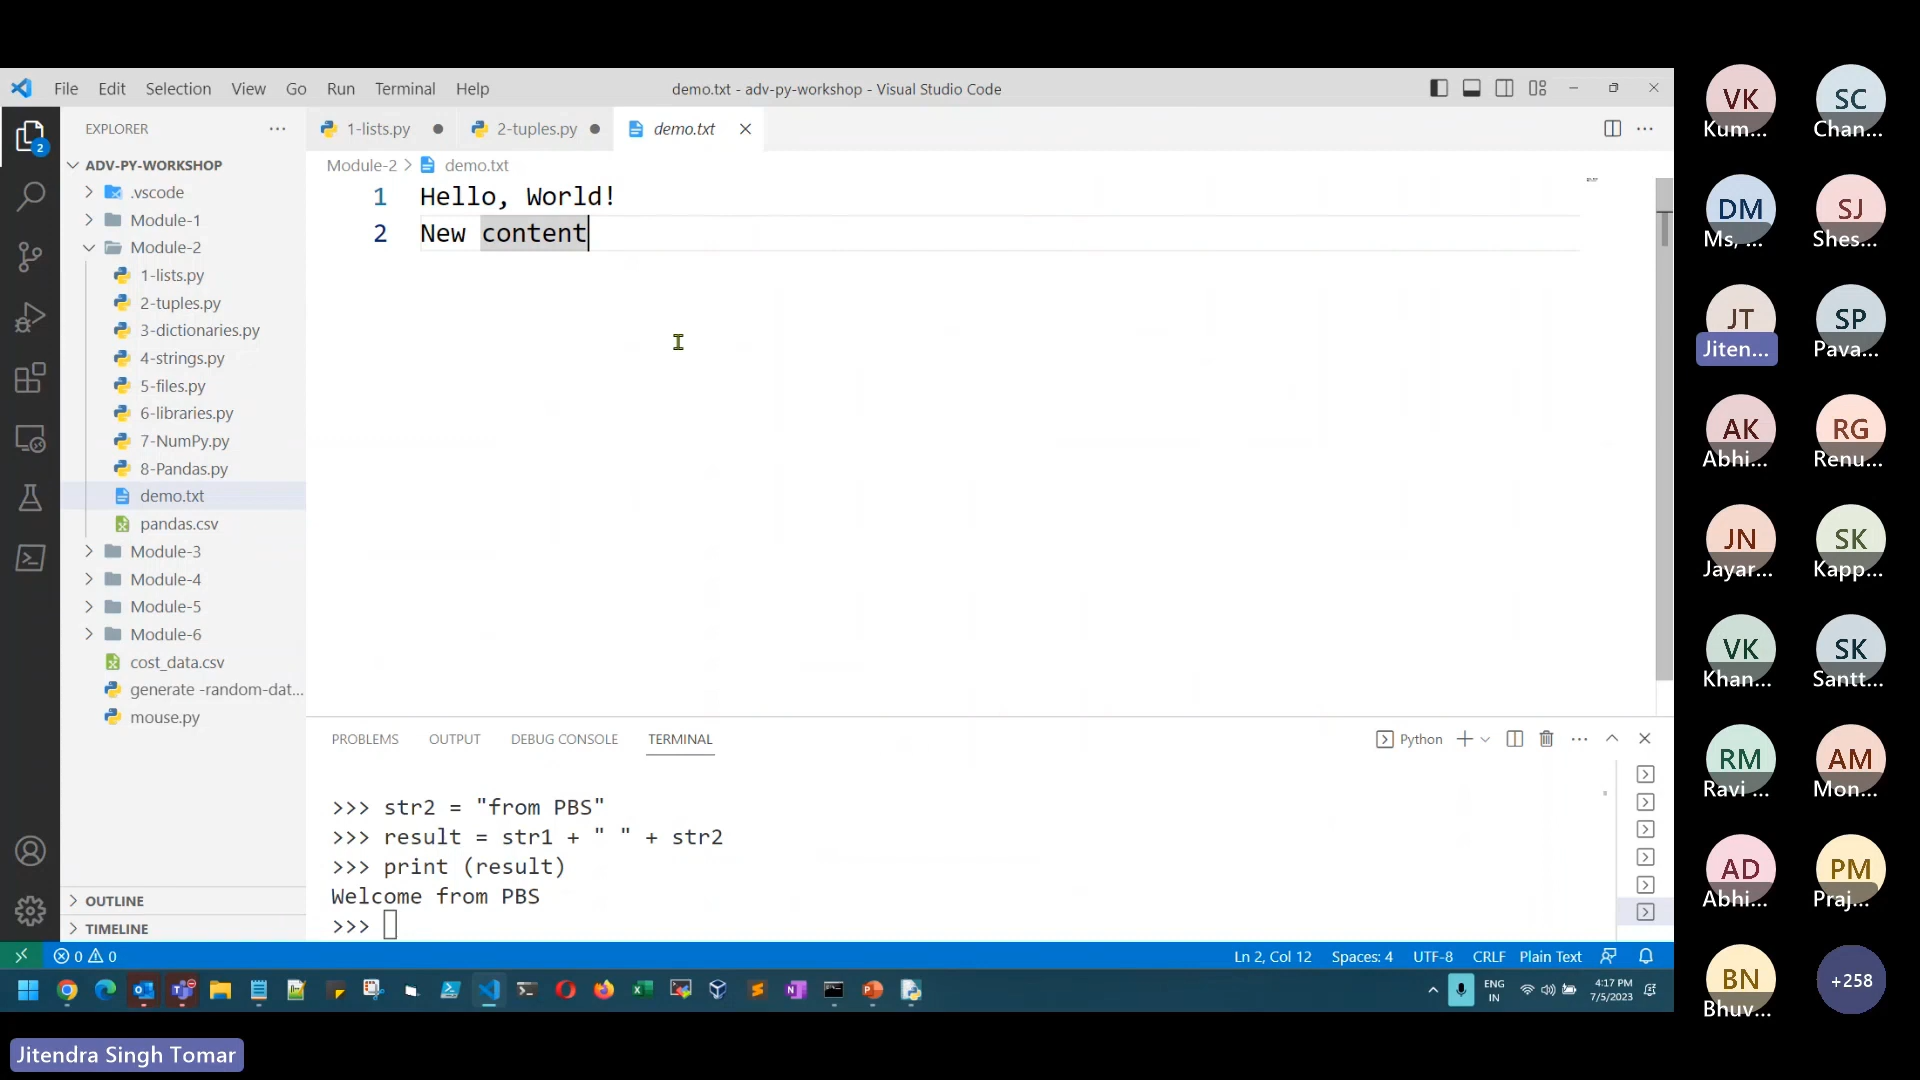 File Edit Selection View Go Run Terminal Help
demo.txt - adv-py-workshop - Visual Studio Code
EXPLORER
ADV-PY-WORKSHOP
.vscode
Module-1
Module-2
1-lists.py
2-tuples.py
3-dictionaries.py
4-strings.py
5-files.py
6-libraries.py
7-NumPy.py
8-Pandas.py
demo.txt
pandas.csv
Module-3
Module-4
Module-5
Module-6
cost_data.csv
generate -random-dat...
mouse.py
OUTLINE
TIMELINE
2
1-lists.py 2-tuples.py demo.txt
Module-2 > demo.txt
1 Hello, World!
2 New content
PROBLEMS OUTPUT DEBUG CONSOLE TERMINAL
Python
>>> str2 = "from PBS"
>>> result = str1 + " " + str2
>>> print (result)
Welcome from PBS
>>>
0 0
Ln 2, Col 12 Spaces: 4 UTF-8 CRLF Plain Text
ENG
IN
4:17 PM
7/5/2023
VK
Kum...
SC
Chan...
DM
Ms, ...
SJ
Shes...
JT
Jiten...
SP
Pava...
AK
Abhi...
RG
Renu...
JN
Jayar...
SK
Kapp...
VK
Khan...
SK
Santt...
RM
Ravi ...
AM
Mon...
AD
Abhi...
PM
Praj...
BN
Bhuv...
+258
Jitendra Singh Tomar